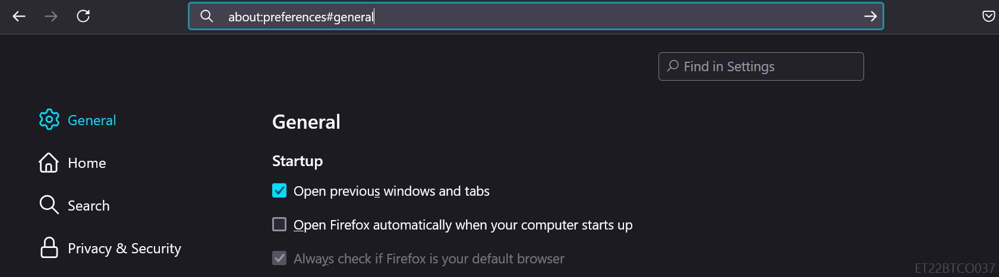 about:preferences#general
Find in Settings
General
Home
Search
Privacy & Security
General
Startup
Open previous windows and tabs
Open Firefox automatically when your computer starts up
Always check if Firefox is your default browser
ET22BTCO037